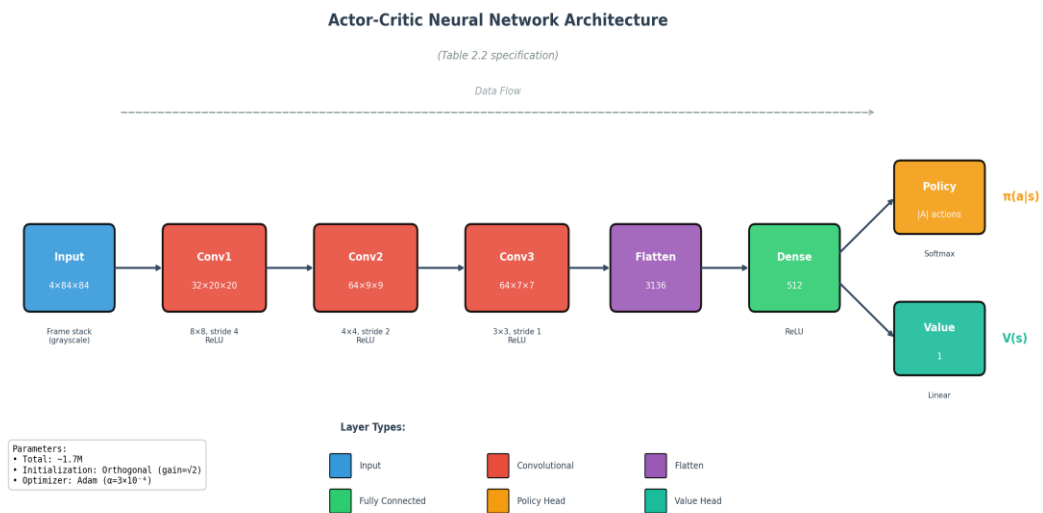 Actor-Critic Neural Network Architecture
(Table 2.2 specification)
Data Flow
Input
4×84×84
Frame stack
(grayscale)
Conv1
32×20×20
8×8, stride 4
ReLU
Conv2
64×9×9
4×4, stride 2
ReLU
Conv3
64×7×7
3×3, stride 1
ReLU
Flatten
3136
Dense
512
ReLU
Policy
|A| actions
Softmax
π(a|s)
Value
1
Linear
V(s)
Parameters:
• Total: ~1.7M
• Initialization: Orthogonal (gain=√2)
• Optimizer: Adam (α=3×10⁻⁴)
Layer Types:
Input
Convolutional
Flatten
Fully Connected
Policy Head
Value Head